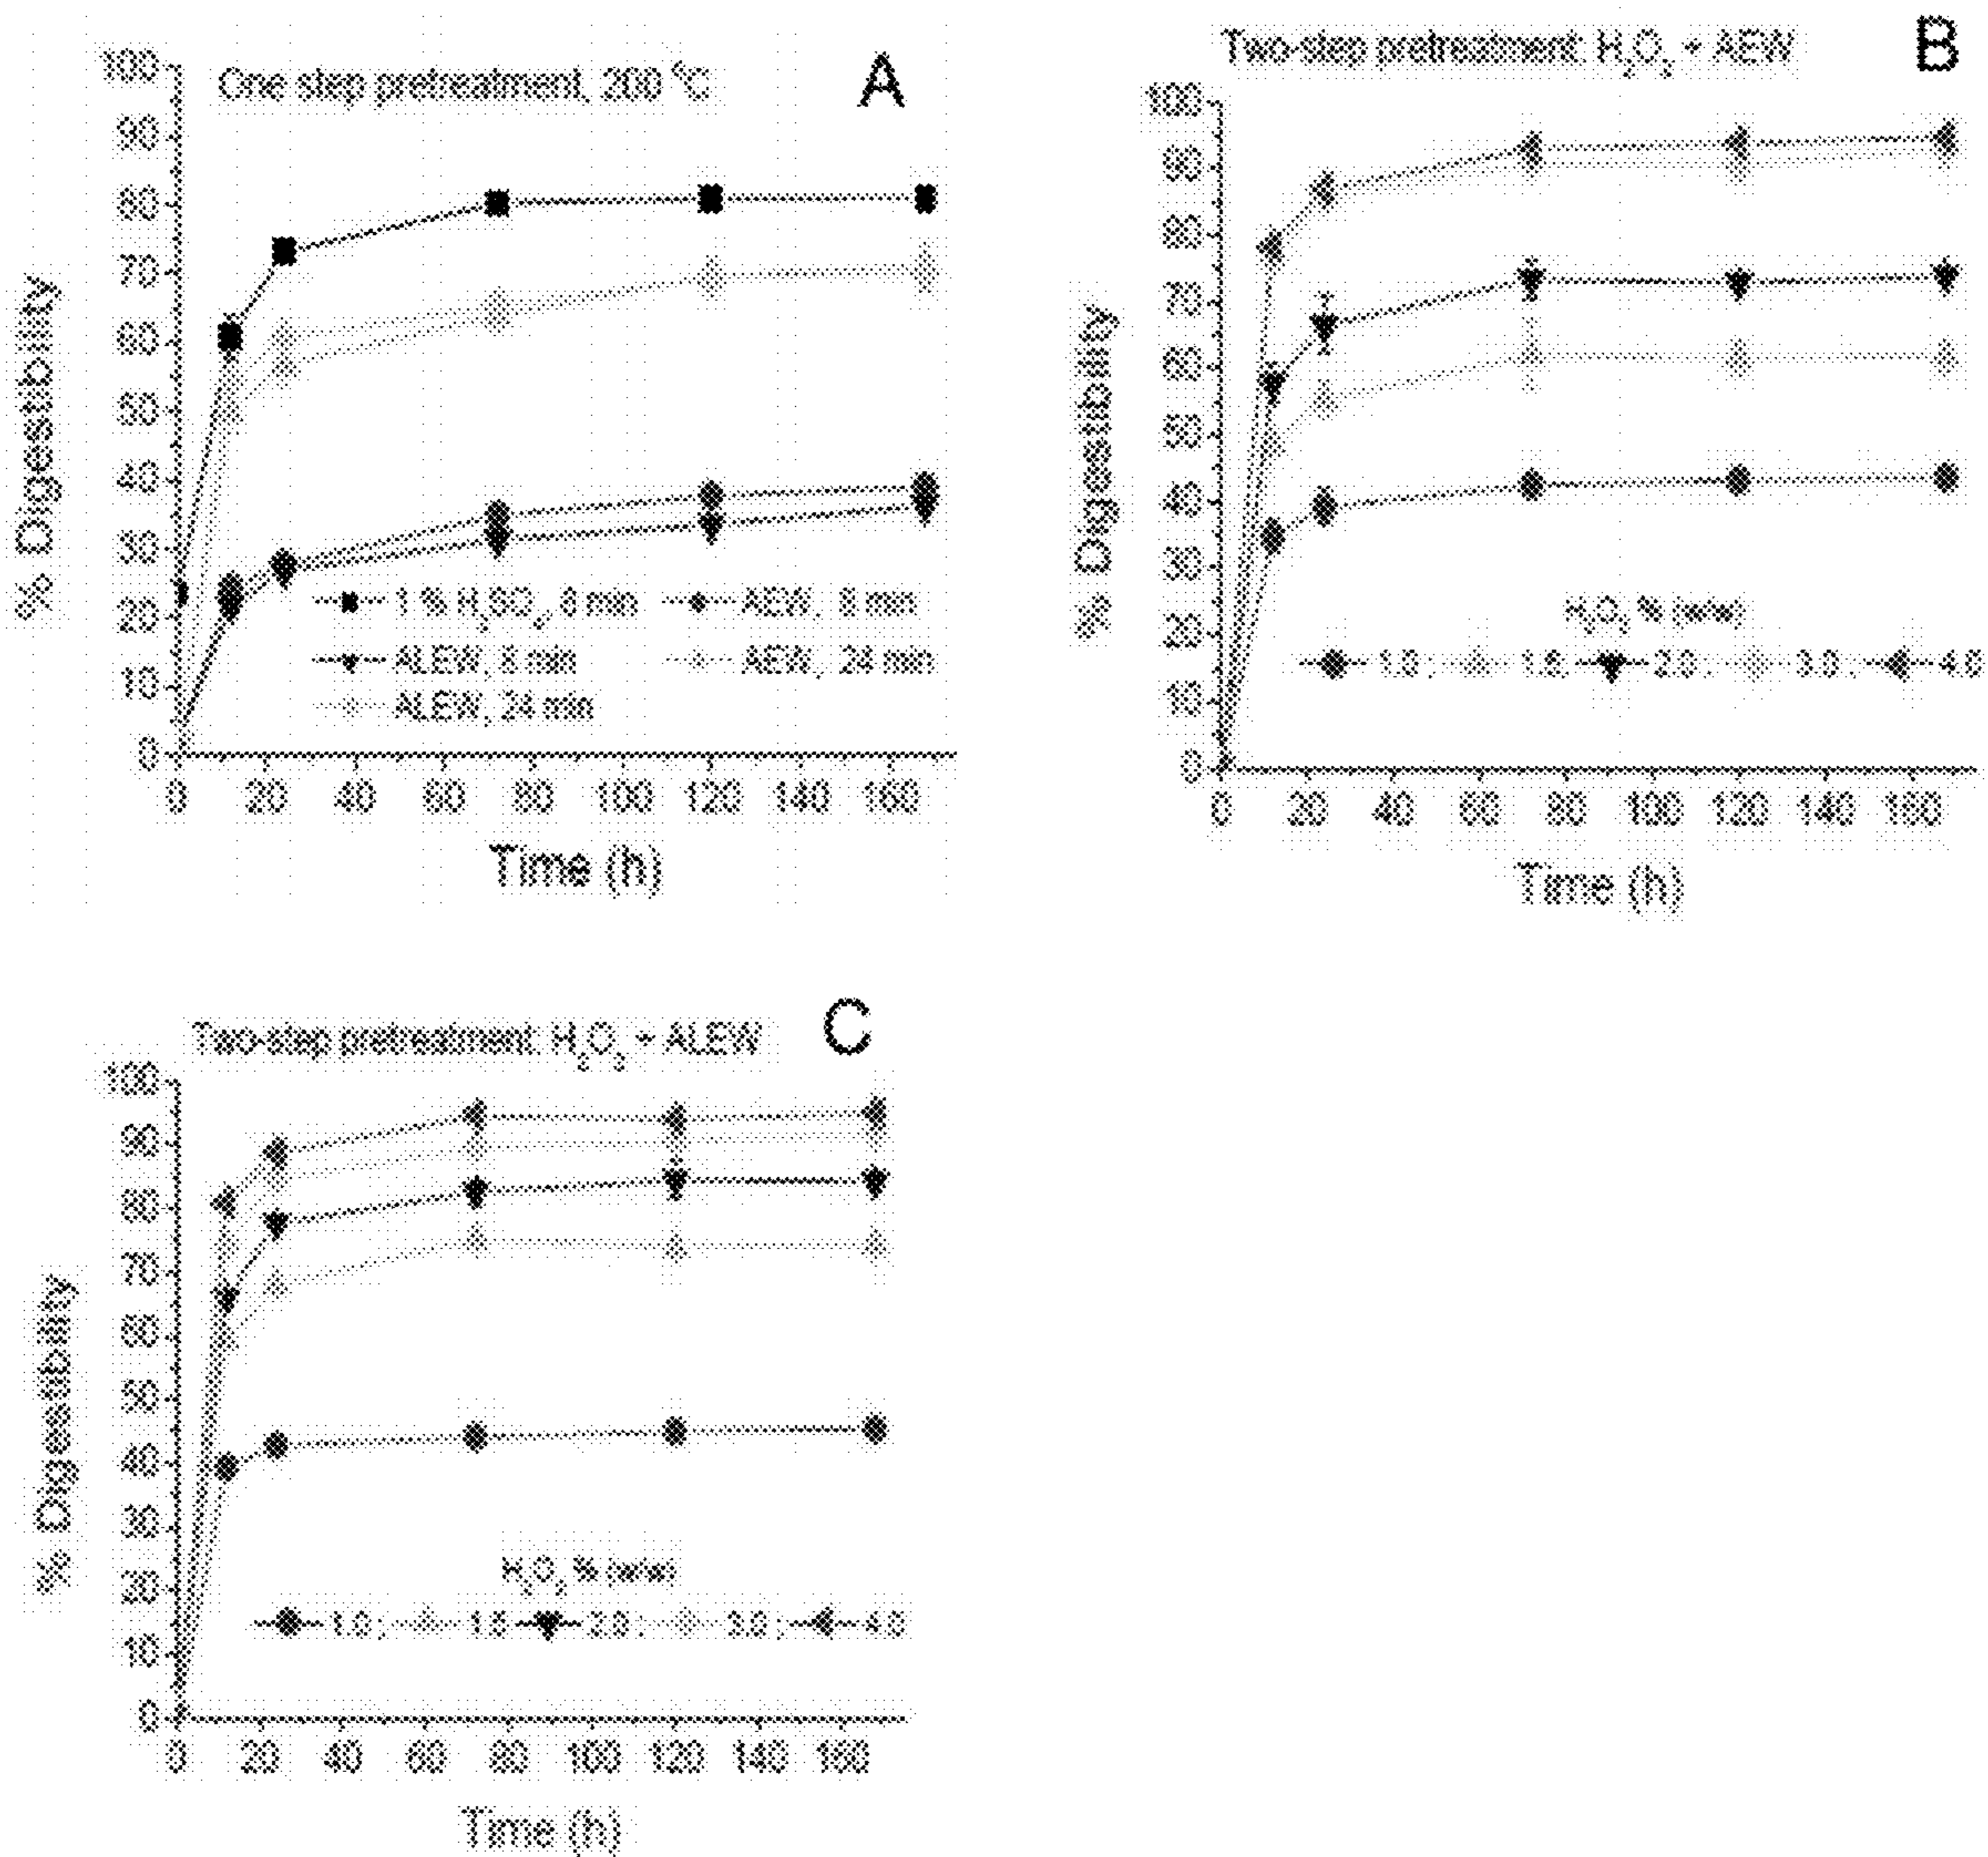 A
One step pretreatment, 200 °C
100
90
80
70
60
50
40
30
20
10
0
% Digestibility
1 % H2SO4, 8 min
AEW, 8 min
ALEW, 8 min
AEW, 24 min
ALEW, 24 min
0 20 40 60 80 100 120 140 160
Time (h)
B
Two-step pretreatment: H2O2 + AEW
100
90
80
70
60
50
40
30
20
10
0
% Digestibility
H2O2 % (w/w)
1.0; 1.5 2.0; 3.0; 4.0
0 20 40 60 80 100 120 140 160
Time (h)
C
Two-step pretreatment: H2O2 + ALEW
100
90
80
70
60
50
40
30
20
10
0
% Digestibility
H2O2 % (w/w)
1.0; 1.5 2.0; 3.0; 4.0
0 20 40 60 80 100 120 140 160
Time (h)